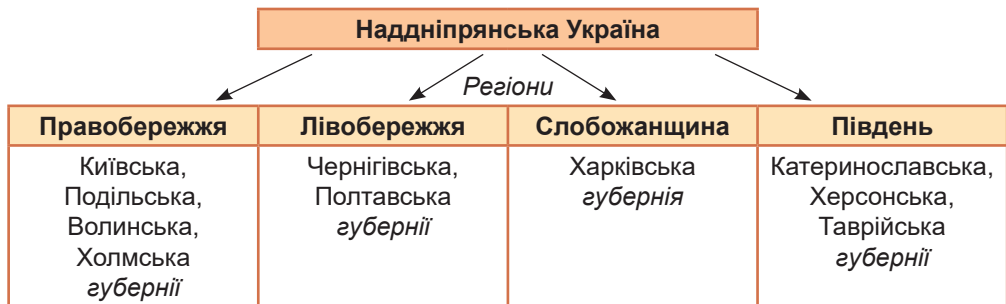 Наддніпрянська Україна
Регіони
Правобережжя
Київська,
Подільська,
Волинська,
Холмська
губернії
Лівобережжя
Чернігівська,
Полтавська
губернії
Слобожанщина
Харківська
губернія
Південь
Катеринославська,
Херсонська,
Таврійська
губернії